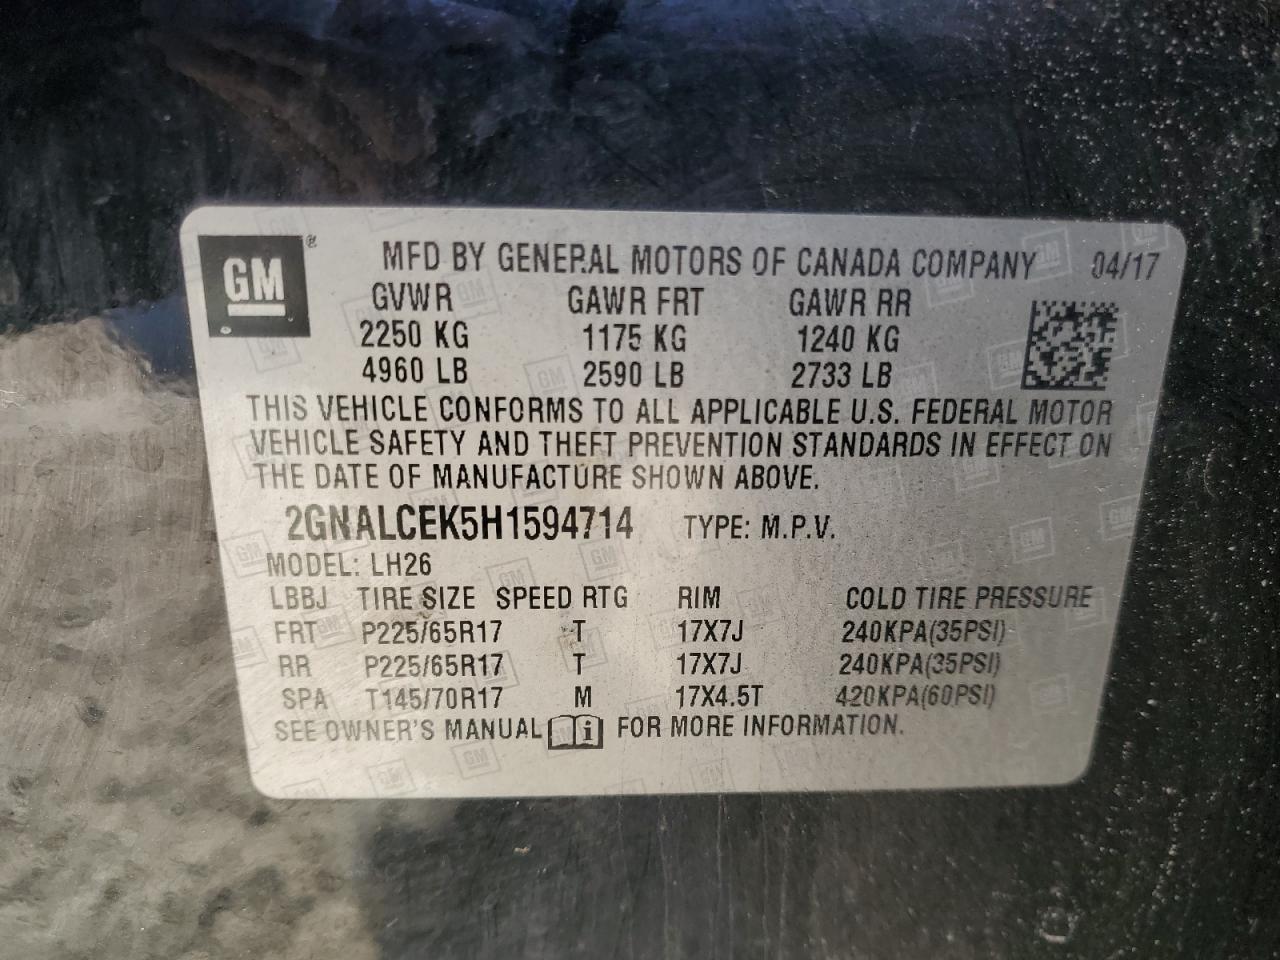 GM ®
MFD BY GENERAL MOTORS OF CANADA COMPANY 04/17
GVWR GAWR FRT GAWR RR
2250 KG 1175 KG 1240 KG
4960 LB 2590 LB 2733 LB
THIS VEHICLE CONFORMS TO ALL APPLICABLE U.S. FEDERAL MOTOR
VEHICLE SAFETY AND THEFT PREVENTION STANDARDS IN EFFECT ON
THE DATE OF MANUFACTURE SHOWN ABOVE.
2GNALCEK5H1594714 TYPE: M.P.V.
MODEL: LH26
LBBJ TIRE SIZE SPEED RTG RIM COLD TIRE PRESSURE
FRT P225/65R17 T 17X7J 240KPA(35PSI)
RR P225/65R17 T 17X7J 240KPA(35PSI)
SPA T145/70R17 M 17X4.5T 420KPA(60PSI)
SEE OWNER'S MANUAL i FOR MORE INFORMATION.